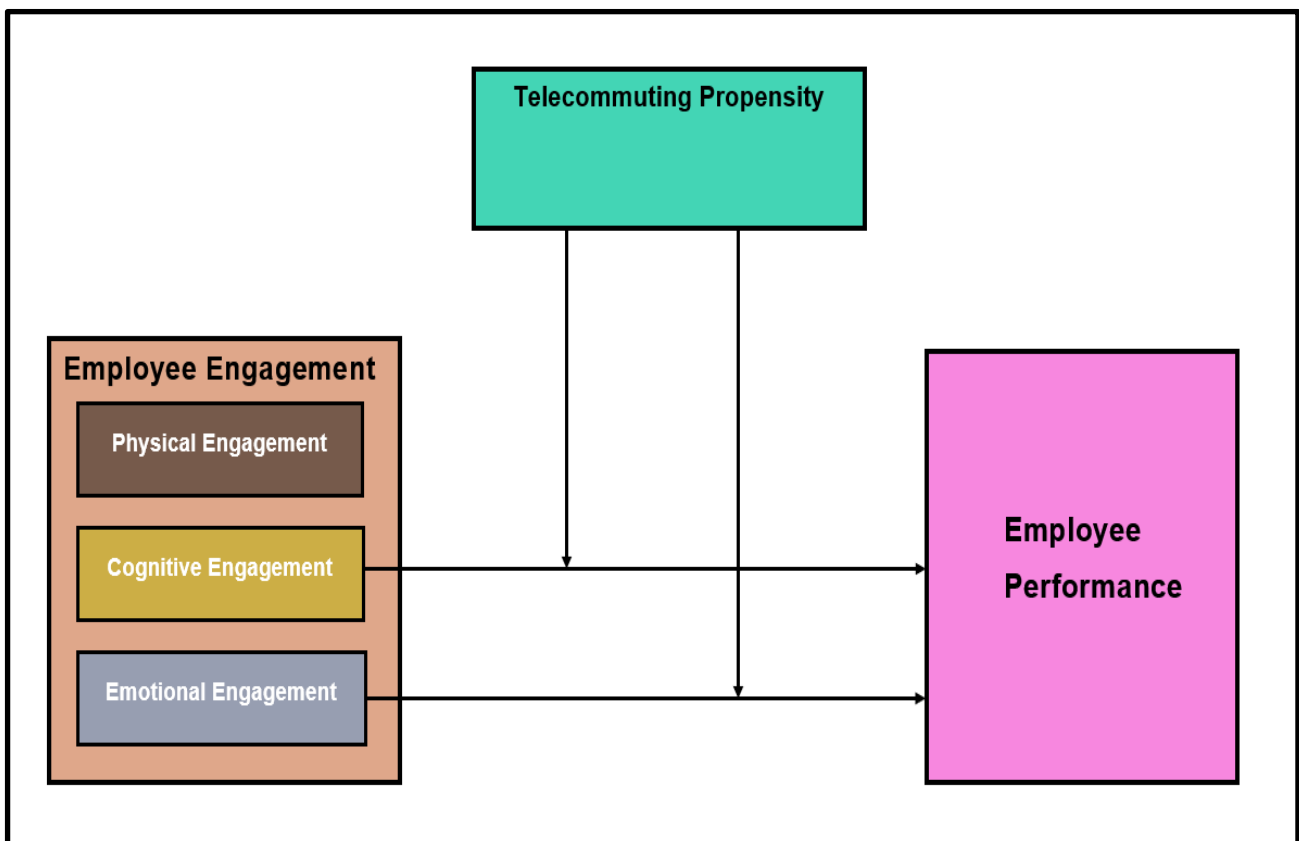 Telecommuting Propensity
Employee Engagement
Physical Engagement
Cognitive Engagement
Emotional Engagement
Employee
Performance